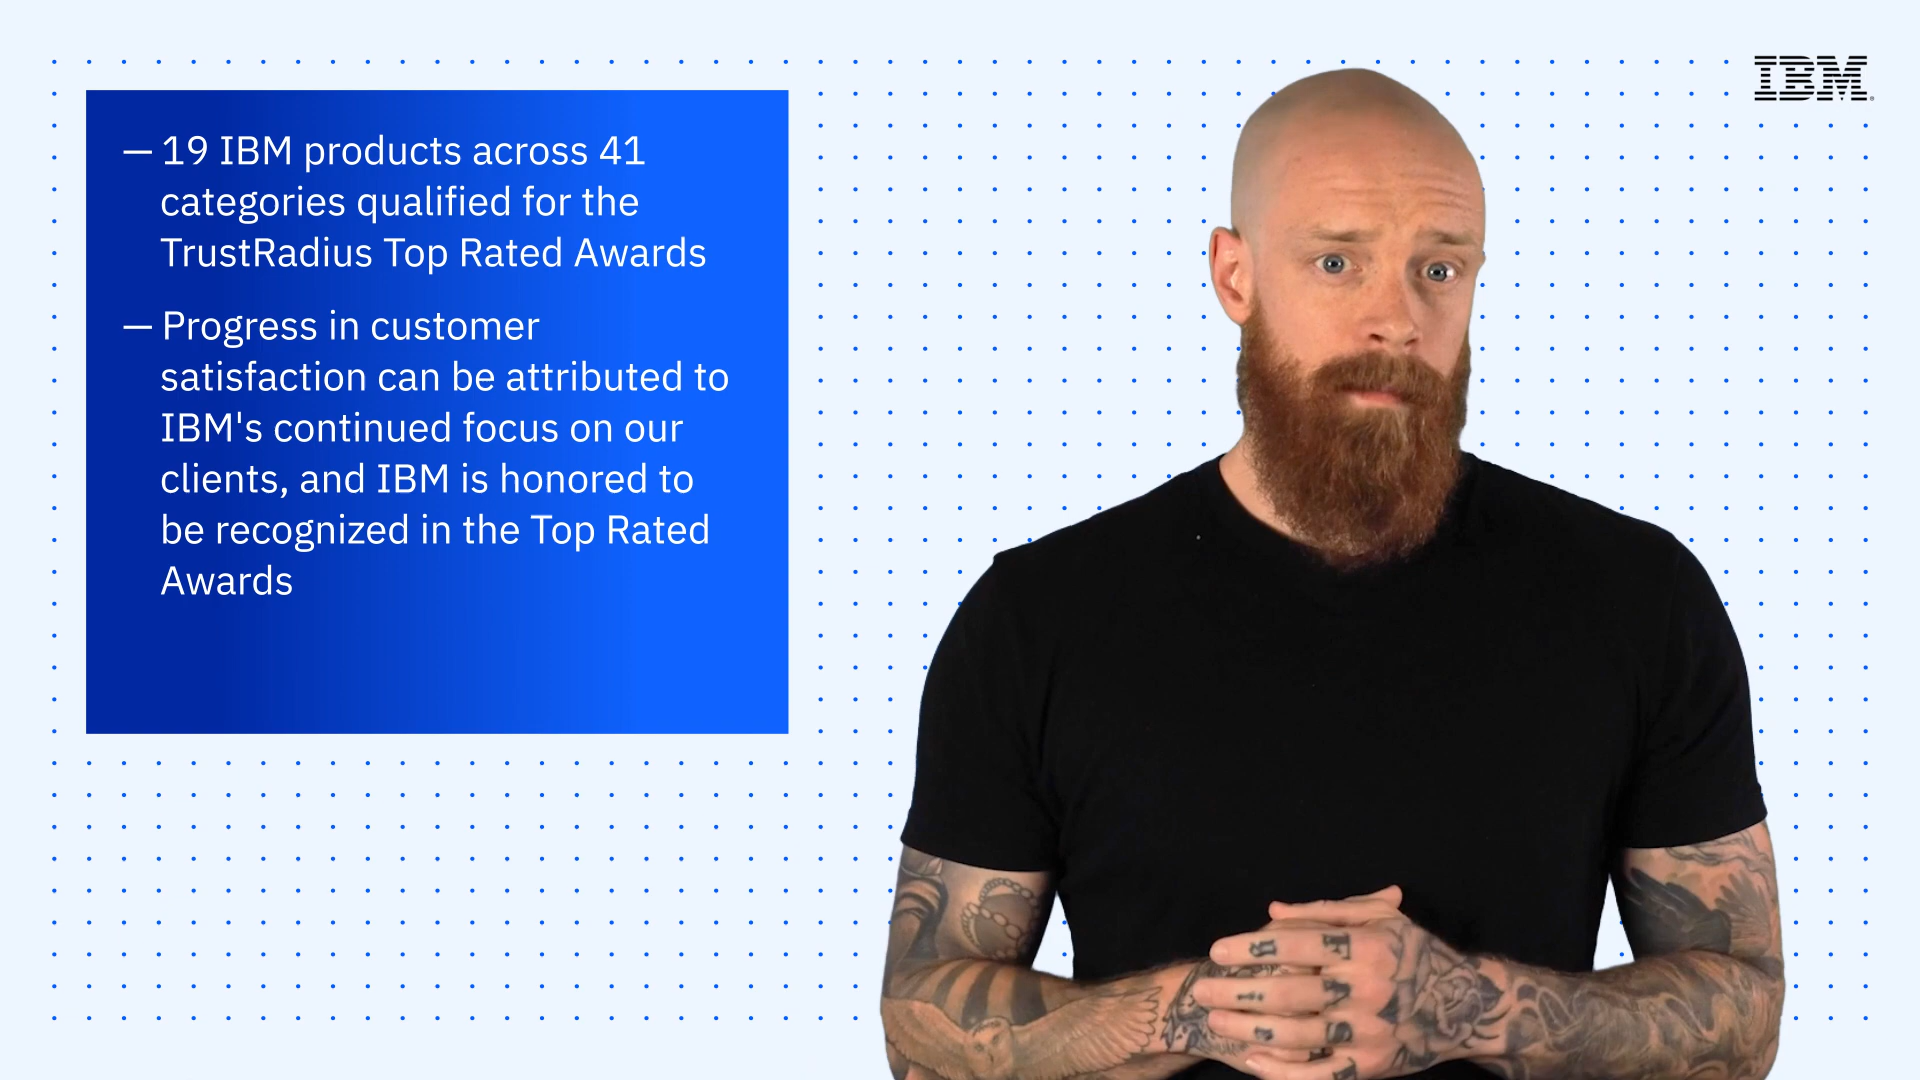 IBM
— 19 IBM products across 41
categories qualified for the
TrustRadius Top Rated Awards
— Progress in customer
satisfaction can be attributed to
IBM's continued focus on our
clients, and IBM is honored to
be recognized in the Top Rated
Awards
FAS